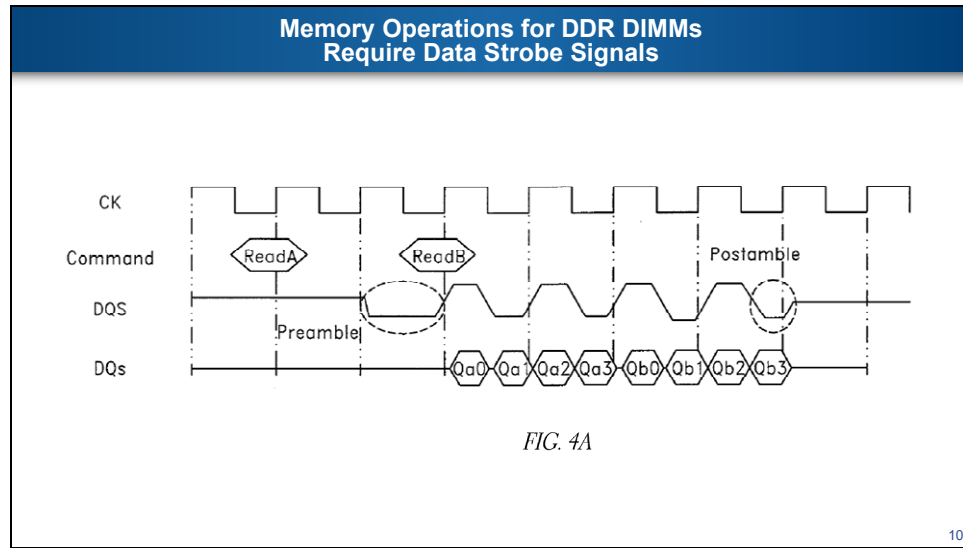 Memory Operations for DDR DIMMs
Require Data Strobe Signals
CK
Command
ReadA
ReadB
Postamble
DQS
Preamble
DQs
Qa0
Qa1
Qa2
Qa3
Qb0
Qb1
Qb2
Qb3
FIG. 4A
10